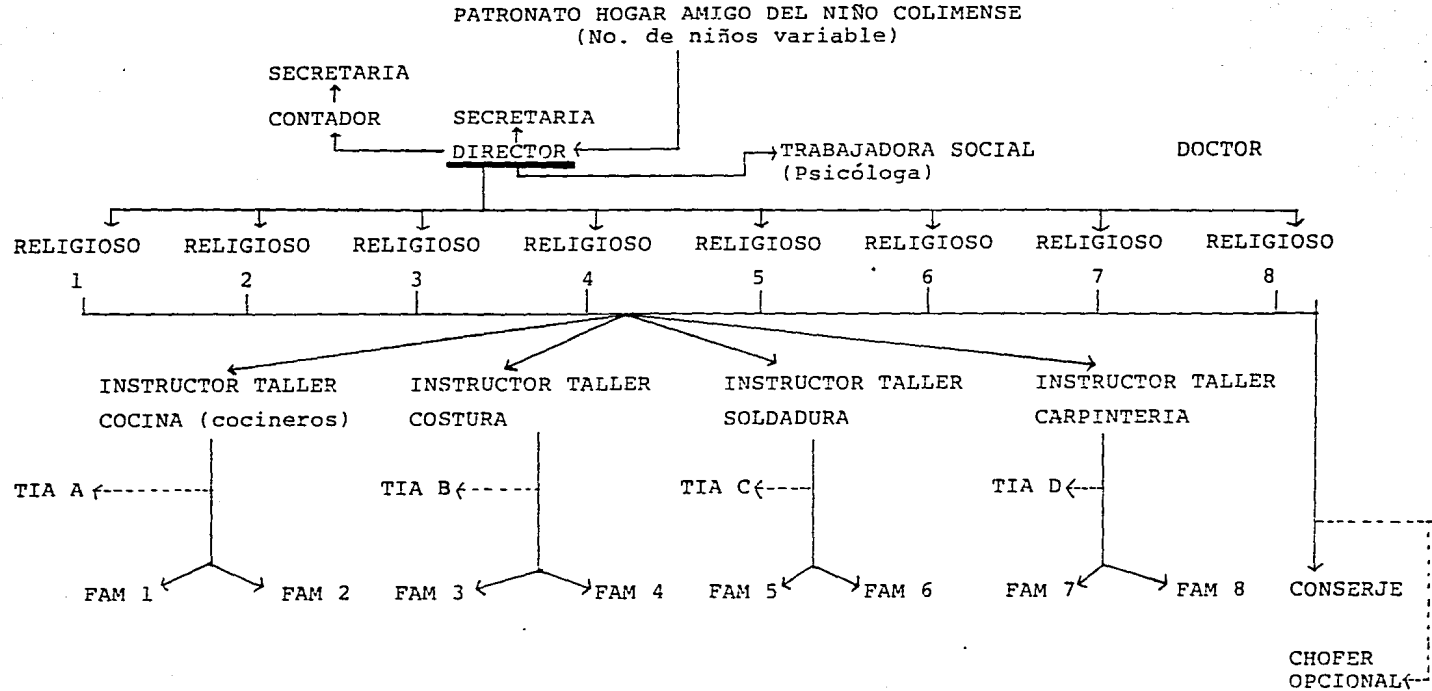 PATRONATO HOGAR AMIGO DEL NIÑO COLIMENSE
(No. de niños variable)
SECRETARIA
CONTADOR SECRETARIA
DIRECTOR TRABAJADORA SOCIAL DOCTOR
(Psicóloga)
RELIGIOSO RELIGIOSO RELIGIOSO RELIGIOSO RELIGIOSO RELIGIOSO RELIGIOSO RELIGIOSO
1 2 3 4 5 6 7 8
INSTRUCTOR TALLER INSTRUCTOR TALLER INSTRUCTOR TALLER INSTRUCTOR TALLER
COCINA (cocineros) COSTURA SOLDADURA CARPINTERIA
TIA A TIA B TIA C TIA D
FAM 1 FAM 2 FAM 3 FAM 4 FAM 5 FAM 6 FAM 7 FAM 8 CONSERJE
CHOFER
OPCIONAL